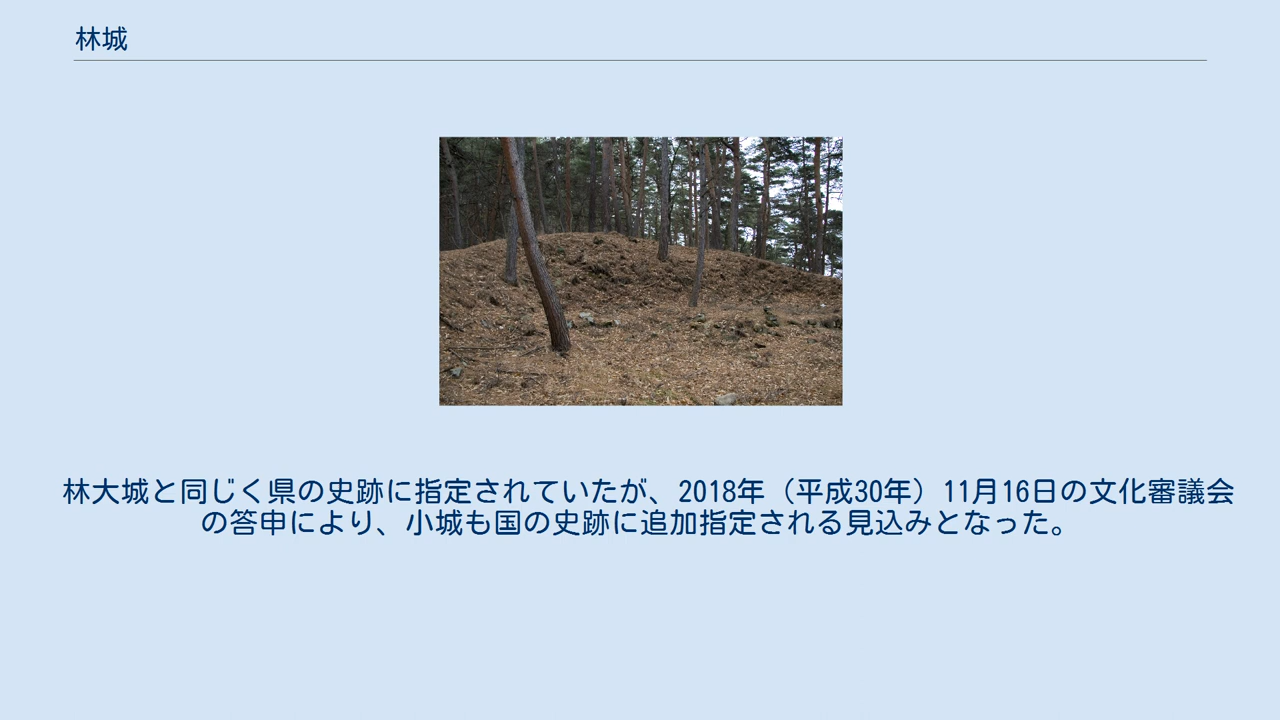 林城
林大城と同じく県の史跡に指定されていたが、2018年（平成30年）11月16日の文化審議会
の答申により、小城も国の史跡に追加指定される見込みとなった。